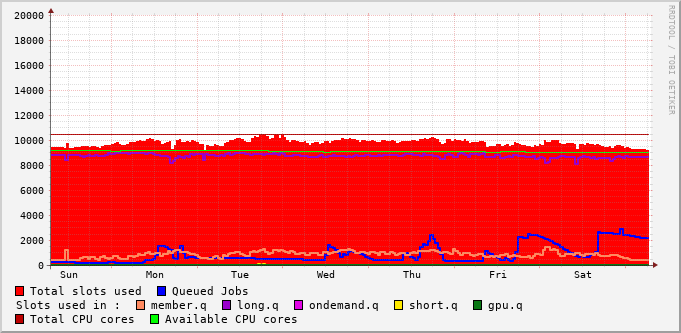 20000
18000
16000
14000
12000
10000
8000
6000
4000
2000
0
Sun Mon Tue Wed Thu Fri Sat
RRDTOOL / TOBI OETIKER
Total slots used Queued Jobs
Slots used in : member.q long.q ondemand.q short.q gpu.q
Total CPU cores Available CPU cores